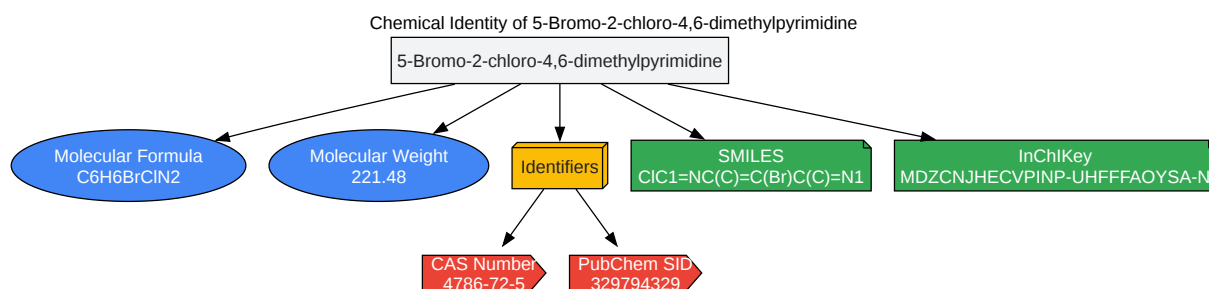 Chemical Identity of 5-Bromo-2-chloro-4,6-dimethylpyrimidine
5-Bromo-2-chloro-4,6-dimethylpyrimidine
Molecular Formula
C6H6BrClN2
Molecular Weight
221.48
Identifiers
SMILES
ClC1=NC(C)=C(Br)C(C)=N1
InChIKey
MDZCNJHECVPINP-UHFFFAOYSA-N
CAS Number
4786-72-5
PubChem SID
329794329